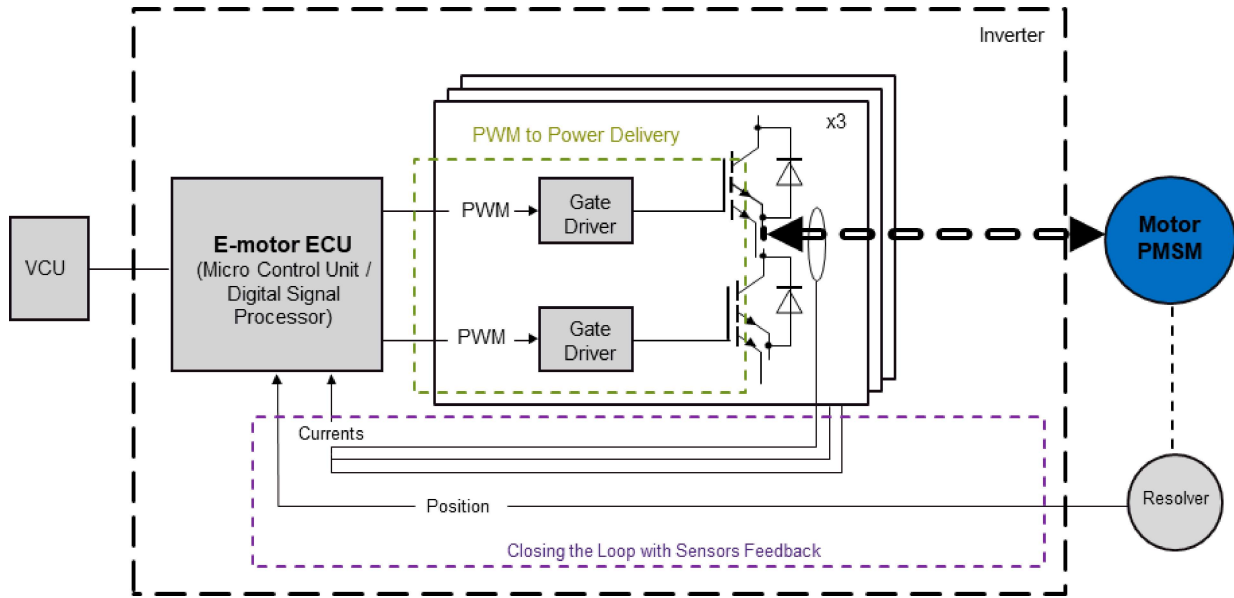 Inverter
x3
PWM to Power Delivery
PWM
Gate
Driver
E-motor ECU
(Micro Control Unit /
Digital Signal
Processor)
VCU
Motor
PMSM
PWM
Gate
Driver
Currents
Position
Resolver
Closing the Loop with Sensors Feedback